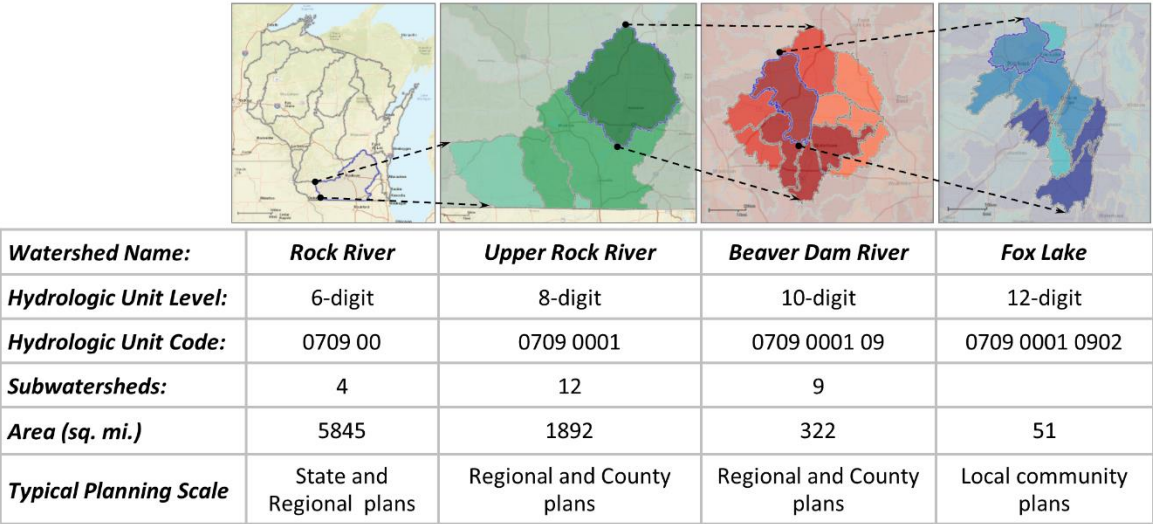 Watershed Name: Rock River Upper Rock River Beaver Dam River Fox Lake
Hydrologic Unit Level: 6-digit 8-digit 10-digit 12-digit
Hydrologic Unit Code: 0709 00 0709 0001 0709 0001 09 0709 0001 0902
Subwatersheds: 4 12 9
Area (sq. mi.) 5845 1892 322 51
Typical Planning Scale State and Regional and County Regional and County Local community
Regional plans plans plans plans